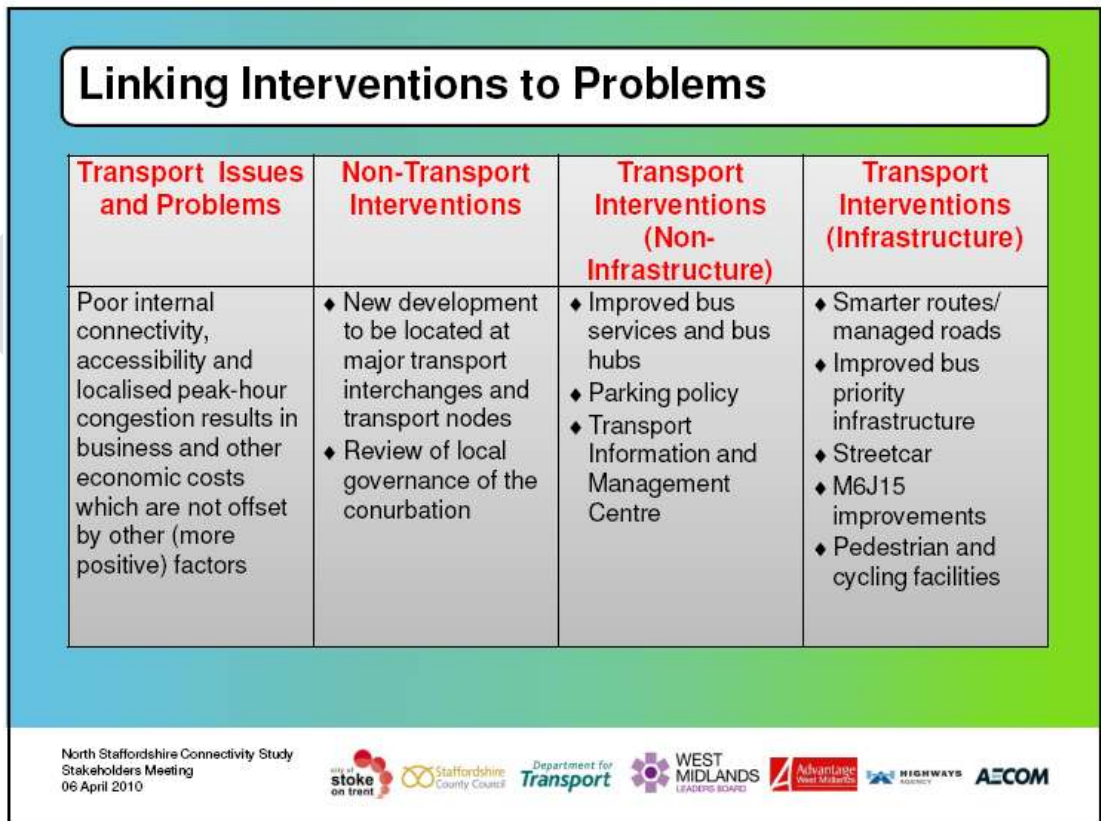 Linking Interventions to Problems
Transport Issues
and Problems
Non-Transport
Interventions
Transport
Interventions
(Non-
Infrastructure)
Transport
Interventions
(Infrastructure)
Poor internal
connectivity,
accessibility and
localised peak-hour
congestion results in
business and other
economic costs
which are not offset
by other (more
positive) factors
♦ New development
to be located at
major transport
interchanges and
transport nodes
♦ Review of local
governance of the
conurbation
♦ Improved bus
services and bus
hubs
♦ Parking policy
♦ Transport
Information and
Management
Centre
♦ Smarter routes/
managed roads
♦ Improved bus
priority
infrastructure
♦ Streetcar
♦ M6J15
improvements
♦ Pedestrian and
cycling facilities
North Staffordshire Connectivity Study
Stakeholders Meeting
06 April 2010
city of
stoke
on trent
Staffordshire
County Council
Department for
Transport
WEST
MIDLANDS
LEADERS BOARD
Advantage
West Midlands
HIGHWAYS
AGENCY
AECOM